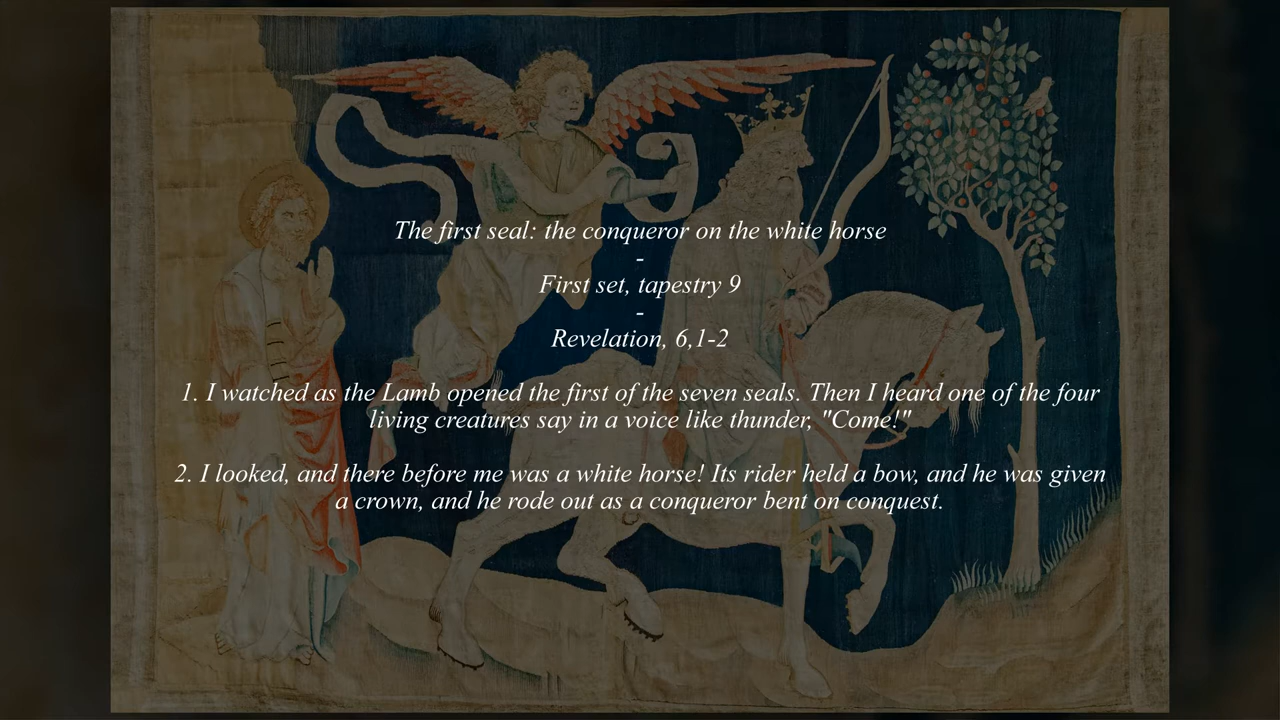 The first seal: the conqueror on the white horse
-
First set, tapestry 9
-
Revelation, 6,1-2
1. I watched as the Lamb opened the first of the seven seals. Then I heard one of the four
living creatures say in a voice like thunder, "Come!"
2. I looked, and there before me was a white horse! Its rider held a bow, and he was given
a crown, and he rode out as a conqueror bent on conquest.